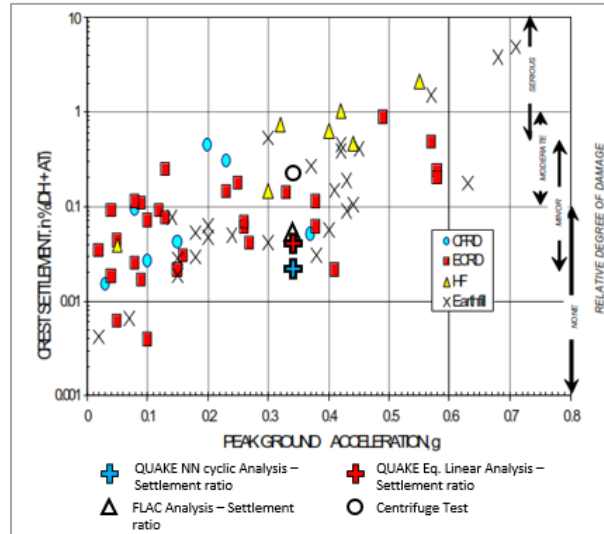 10
1
0.1
0.01
0.001
CREST SETTLEMENT, in % (DH + AT)
0
0.1
0.2
0.3
0.4
0.5
0.6
0.7
0.8
PEAK GROUND ACCELERATION, g
CFRD
ECRD
HF
Earthfill
SERIOUS
MODERATE
MINOR
NONE
RELATIVE DEGREE OF DAMAGE
QUAKE NN cyclic Analysis –
Settlement ratio
QUAKE Eq. Linear Analysis –
Settlement ratio
FLAC Analysis – Settlement
ratio
Centrifuge Test